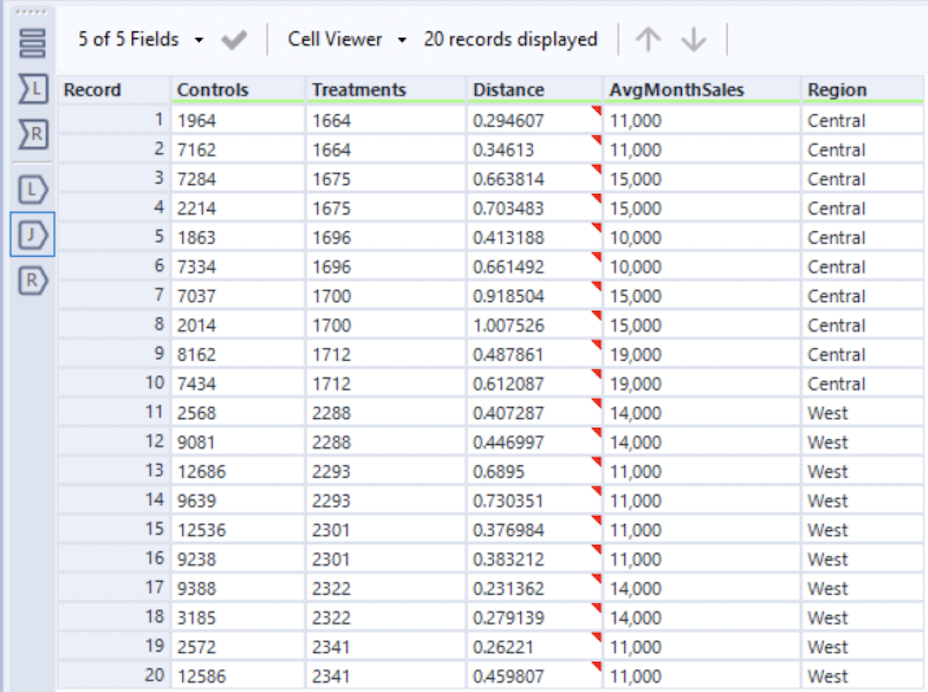 5 of 5 Fields Cell Viewer 20 records displayed
L
R
L
J
R
Record Controls Treatments Distance AvgMonthSales Region
1 1964 1664 0.294607 11,000 Central
2 7162 1664 0.34613 11,000 Central
3 7284 1675 0.663814 15,000 Central
4 2214 1675 0.703483 15,000 Central
5 1863 1696 0.413188 10,000 Central
6 7334 1696 0.661492 10,000 Central
7 7037 1700 0.918504 15,000 Central
8 2014 1700 1.007526 15,000 Central
9 8162 1712 0.487861 19,000 Central
10 7434 1712 0.612087 19,000 Central
11 2568 2288 0.407287 14,000 West
12 9081 2288 0.446997 14,000 West
13 12686 2293 0.6895 11,000 West
14 9639 2293 0.730351 11,000 West
15 12536 2301 0.376984 11,000 West
16 9238 2301 0.383212 11,000 West
17 9388 2322 0.231362 14,000 West
18 3185 2322 0.279139 14,000 West
19 2572 2341 0.26221 11,000 West
20 12586 2341 0.459807 11,000 West